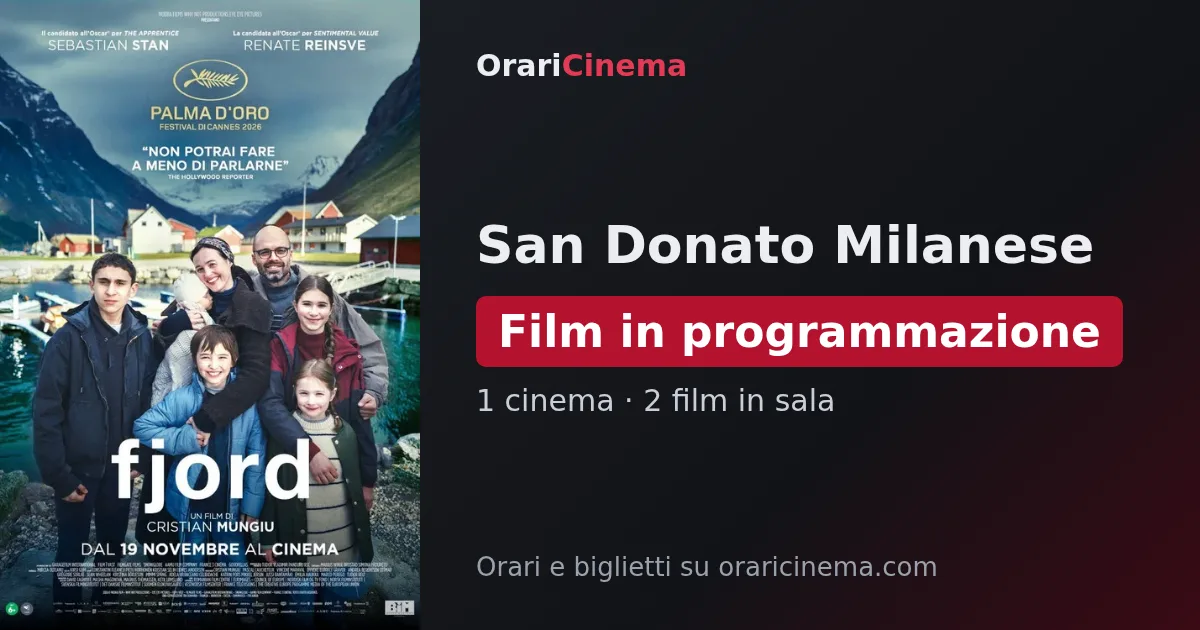 Il candidato all'Oscar® per THE APPRENTICE
SEBASTIAN STAN
La candidata all'Oscar® per SENTIMENTAL VALUE
RENATE REINSVE
PALMA D'ORO
FESTIVAL DI CANNES 2026
“NON POTRAI FARE
A MENO DI PARLARNE”
THE HOLLYWOOD REPORTER
fjord
UN FILM DI
CRISTIAN MUNGIU
DAL 19 NOVEMBRE AL CINEMA
BiM
OrariCinema
San Donato Milanese
Film in programmazione
1 cinema · 2 film in sala
Orari e biglietti su oraricinema.com